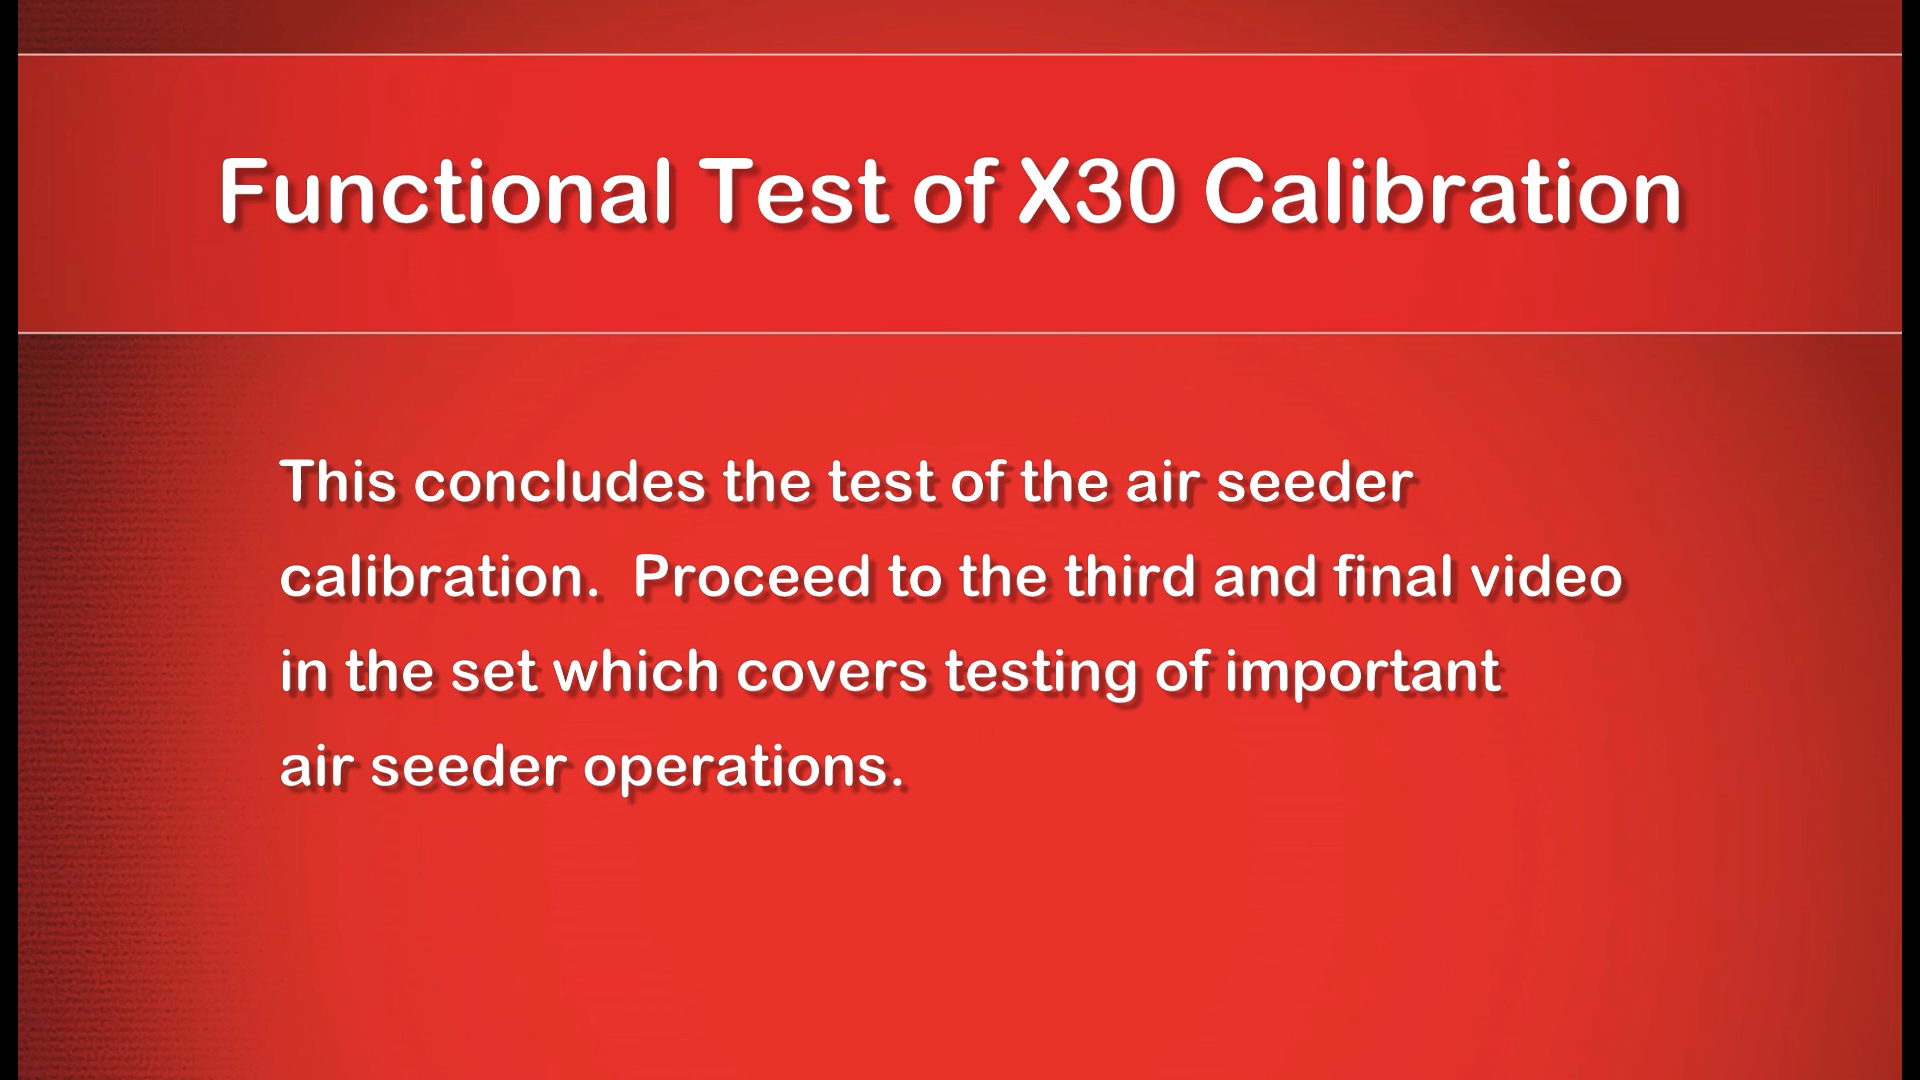 Functional Test of X30 Calibration
This concludes the test of the air seeder
calibration.  Proceed to the third and final video
in the set which covers testing of important
air seeder operations.